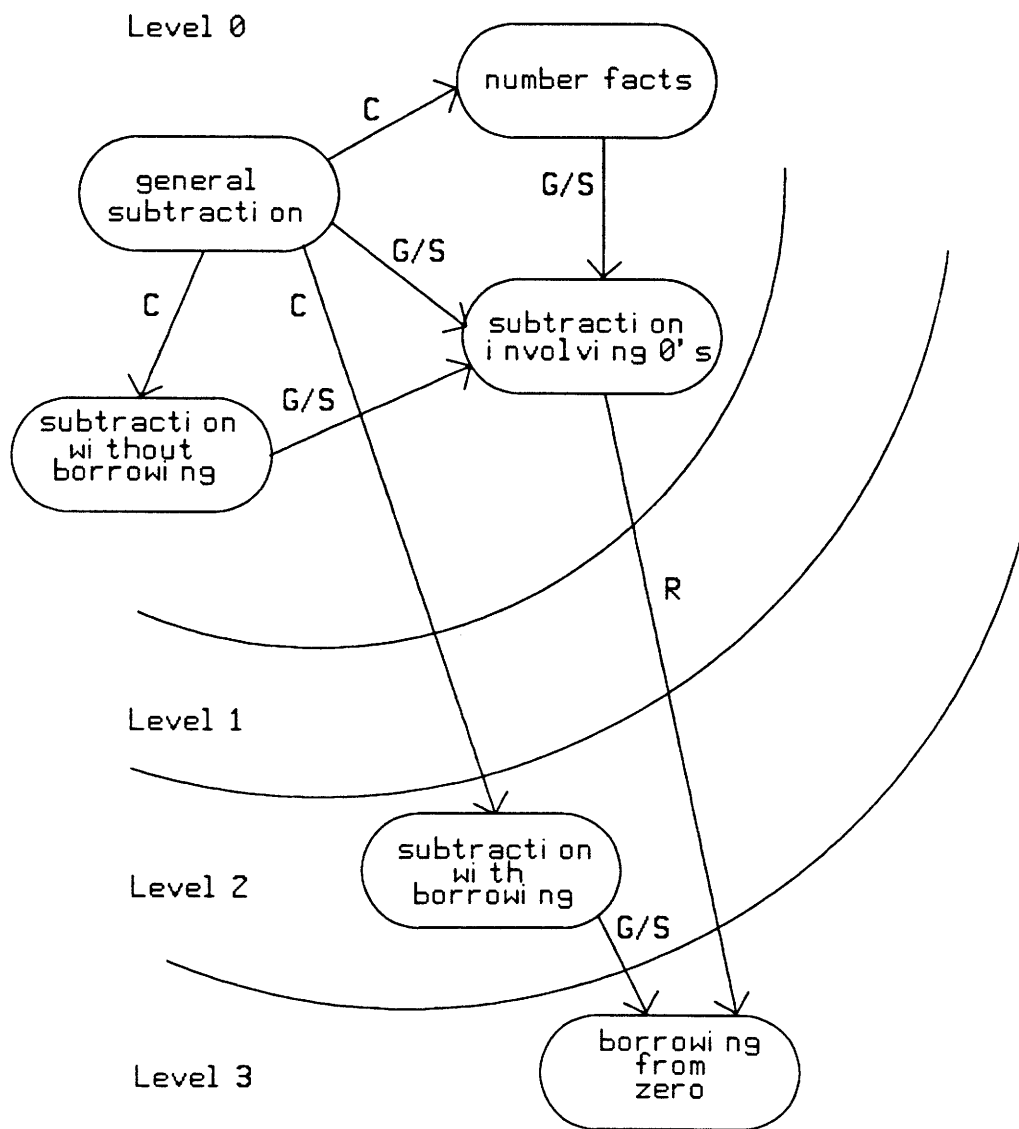 Level 0
number facts
C
general
subtraction
G/S
G/S
C
C
subtraction
involving 0's
G/S
subtraction
without
borrowing
R
Level 1
subtraction
with
borrowing
Level 2
G/S
borrowing
from
zero
Level 3